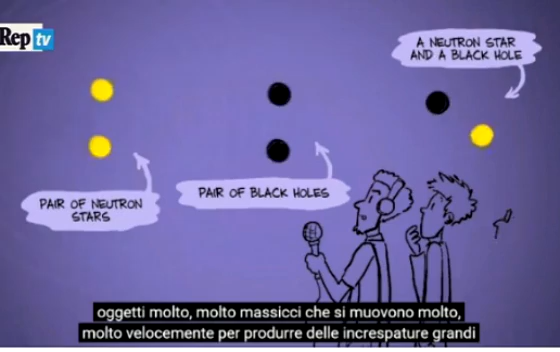 Rep tv
A NEUTRON STAR
AND A BLACK HOLE
PAIR OF NEUTRON
STARS
PAIR OF BLACK HOLES
oggetti molto, molto massicci che si muovono molto,
molto velocemente per produrre delle increspature grandi